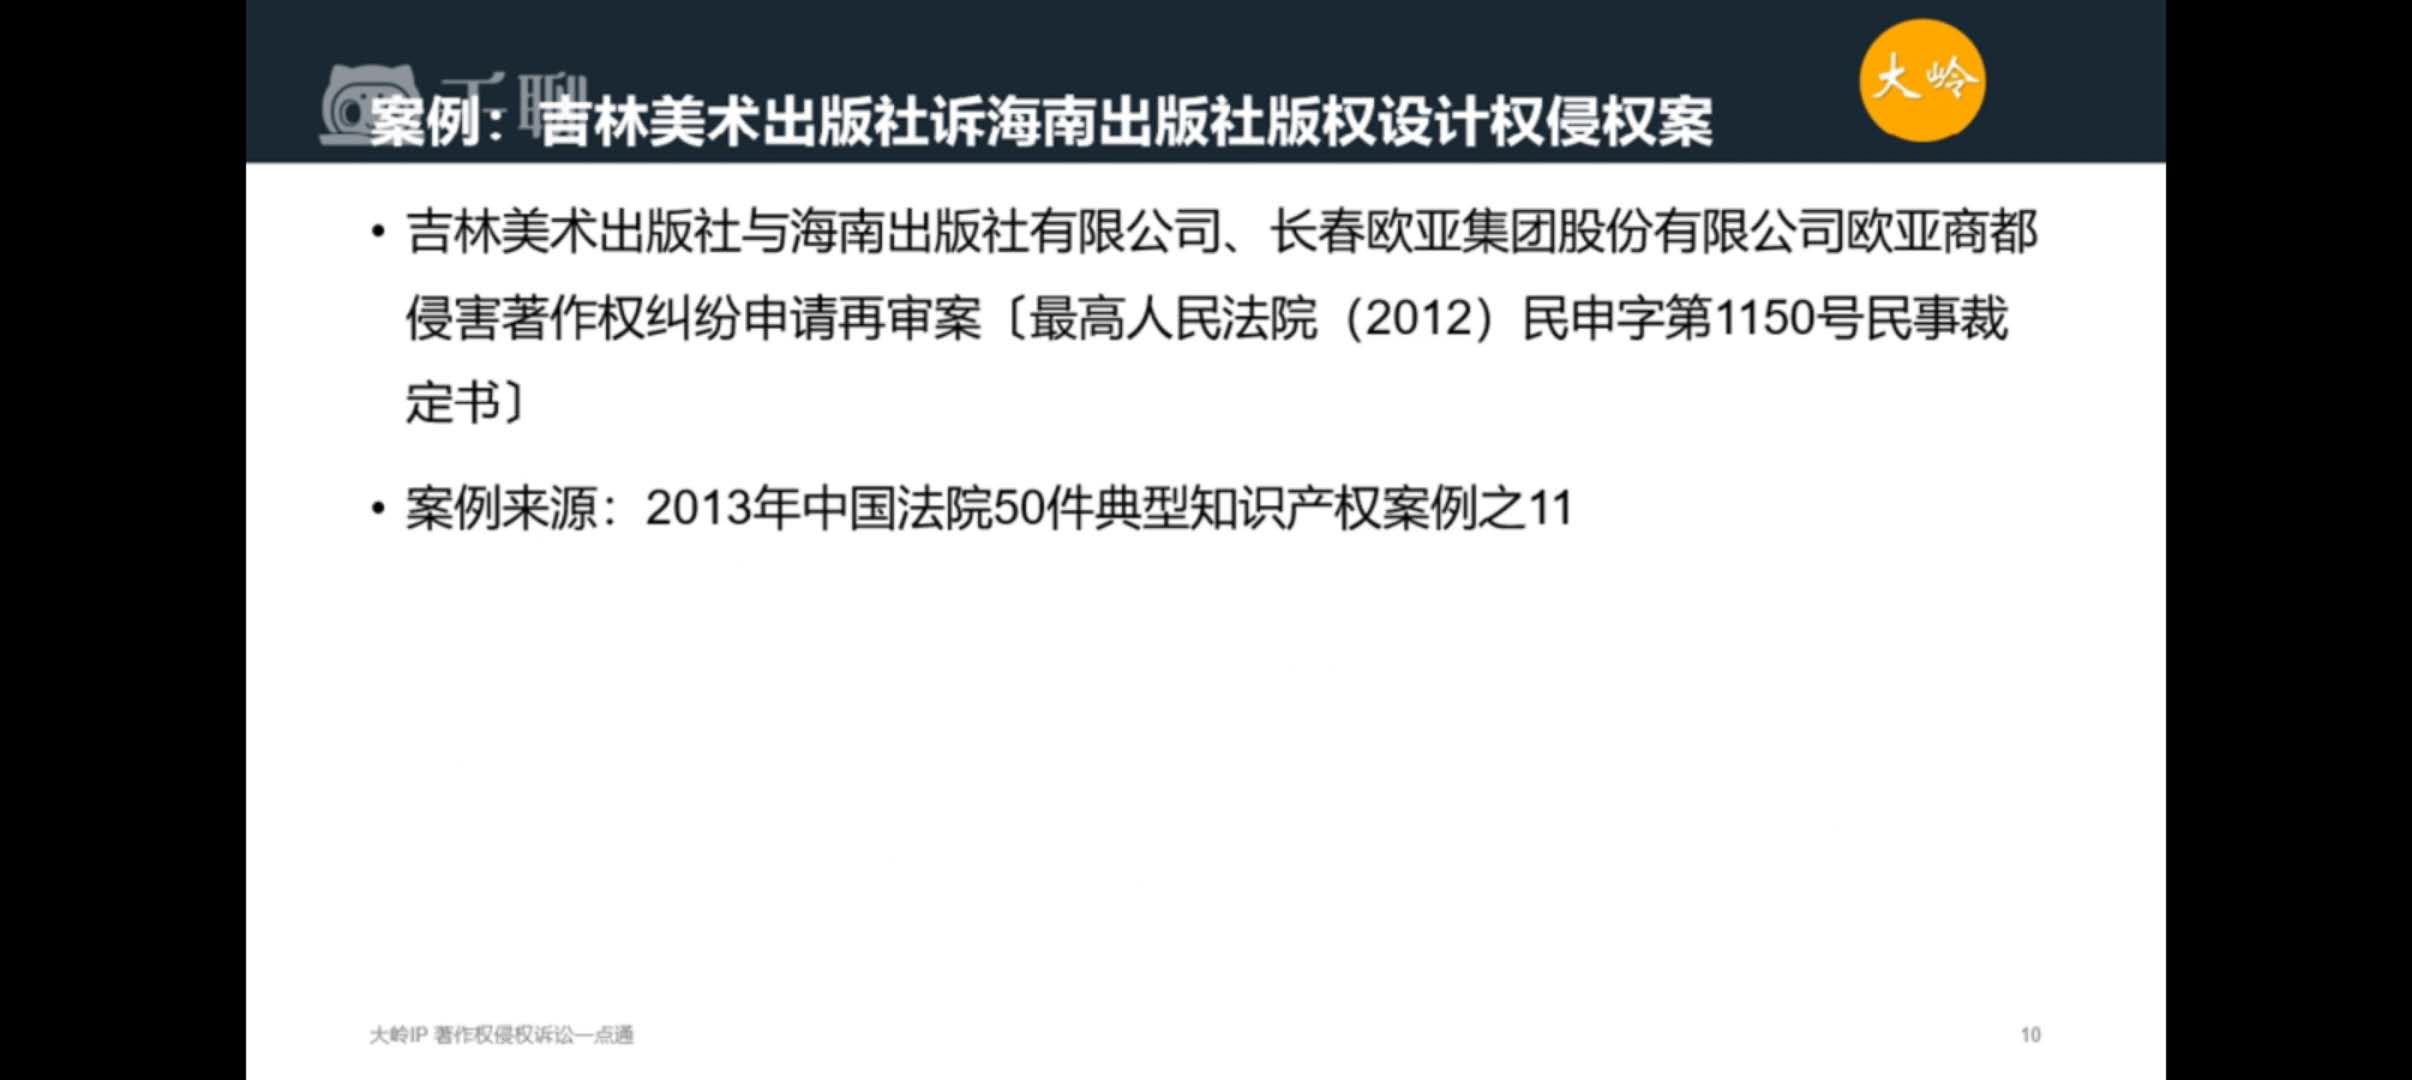 千聊
大岭
案例：吉林美术出版社诉海南出版社版权设计权侵权案
• 吉林美术出版社与海南出版社有限公司、长春欧亚集团股份有限公司欧亚商都
侵害著作权纠纷申请再审案〔最高人民法院（2012）民申字第1150号民事裁
定书〕
• 案例来源：2013年中国法院50件典型知识产权案例之11
大岭IP 著作权侵权诉讼一点通
10